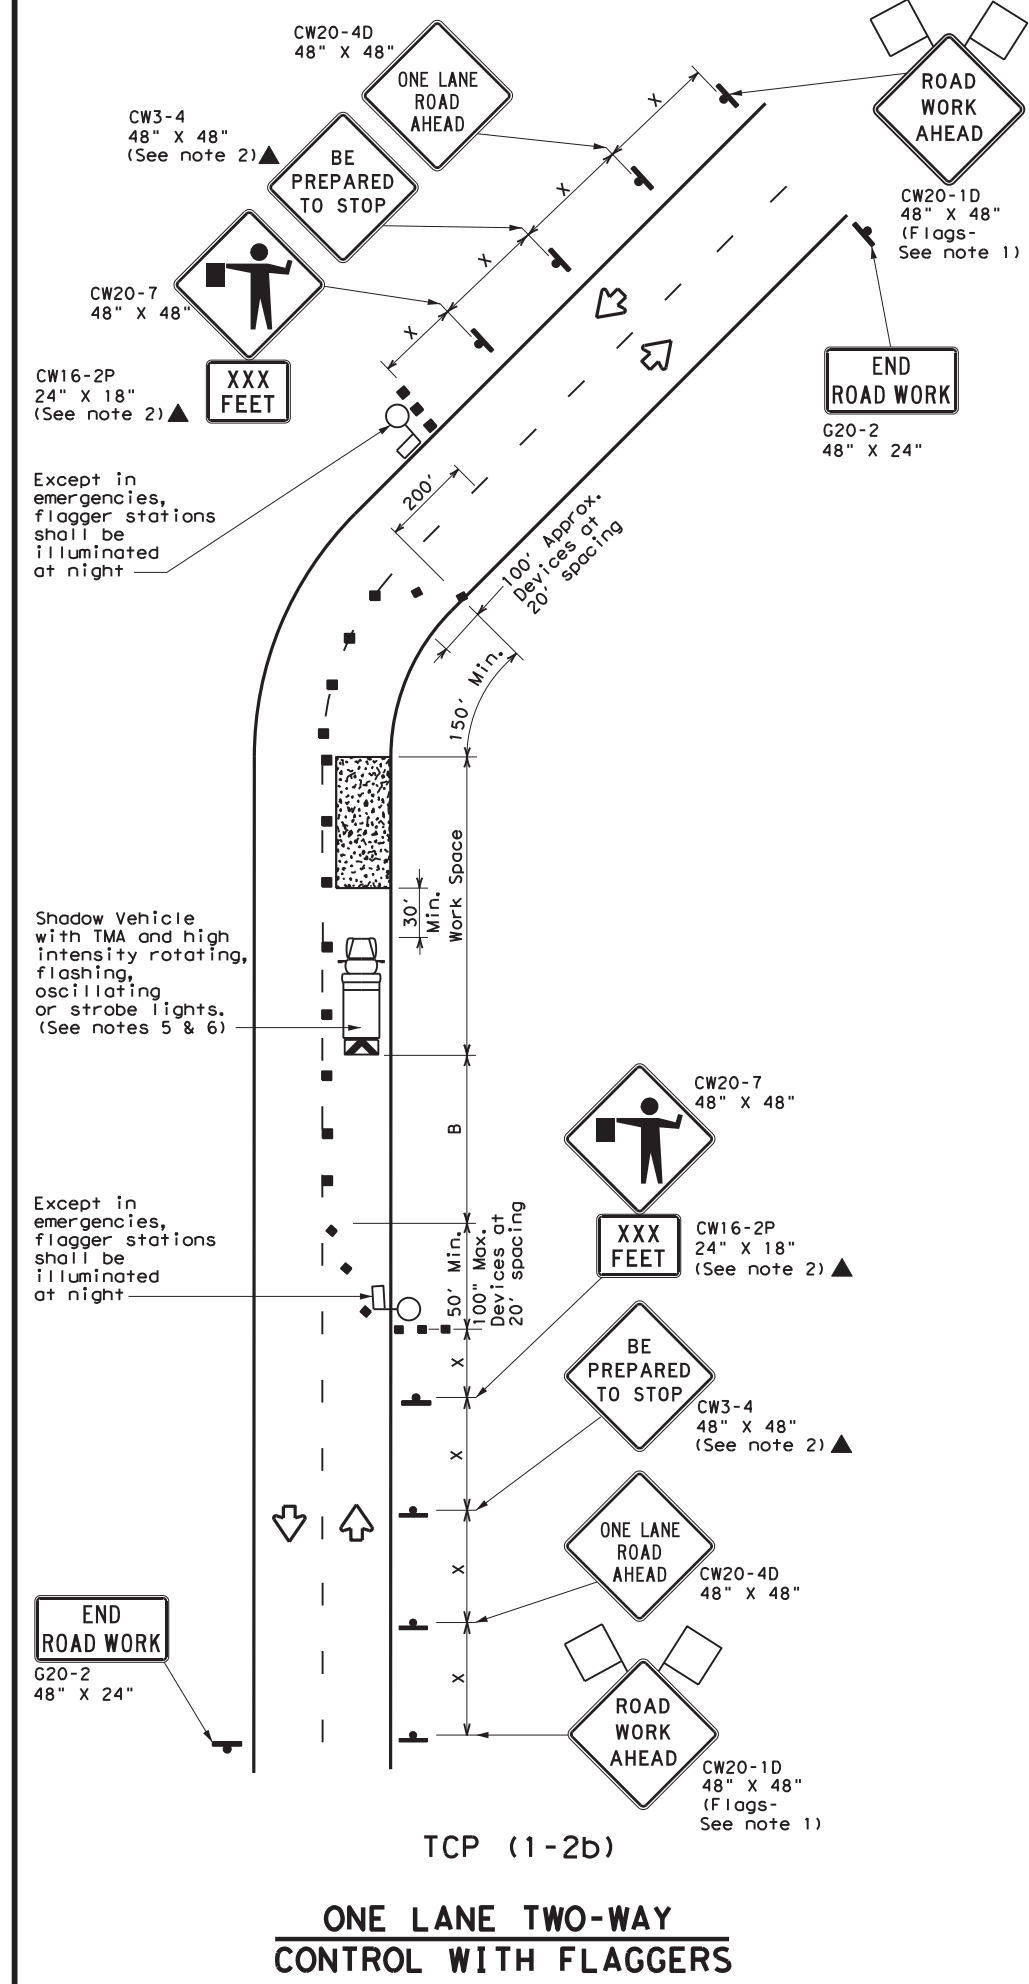 CW20-4D
48" X 48"
ONE LANE
ROAD
AHEAD
X
ROAD
WORK
AHEAD
CW20-1D
48" X 48"
(Flags-
See note 1)
CW3-4
48" X 48"
(See note 2)
BE
PREPARED
TO STOP
X
X
X
CW20-7
48" X 48"
CW16-2P
24" X 18"
(See note 2)
XXX
FEET
END
ROAD WORK
G20-2
48" X 24"
Except in
emergencies,
flagger stations
shall be
illuminated
at night
200'
100' Approx.
Devices at
20' spacing
150' Min.
Work Space
30'
Min.
Shadow Vehicle
with TMA and high
intensity rotating,
flashing,
oscillating
or strobe lights.
(See notes 5 & 6)
B
CW20-7
48" X 48"
XXX
FEET
CW16-2P
24" X 18"
(See note 2)
Except in
emergencies,
flagger stations
shall be
illuminated
at night
50' Min.
100" Max.
Devices at
20' spacing
X
BE
PREPARED
TO STOP
CW3-4
48" X 48"
(See note 2)
X
ONE LANE
ROAD
AHEAD
CW20-4D
48" X 48"
X
END
ROAD WORK
G20-2
48" X 24"
X
ROAD
WORK
AHEAD
CW20-1D
48" X 48"
(Flags-
See note 1)
TCP (1-2b)
ONE LANE TWO-WAY
CONTROL WITH FLAGGERS